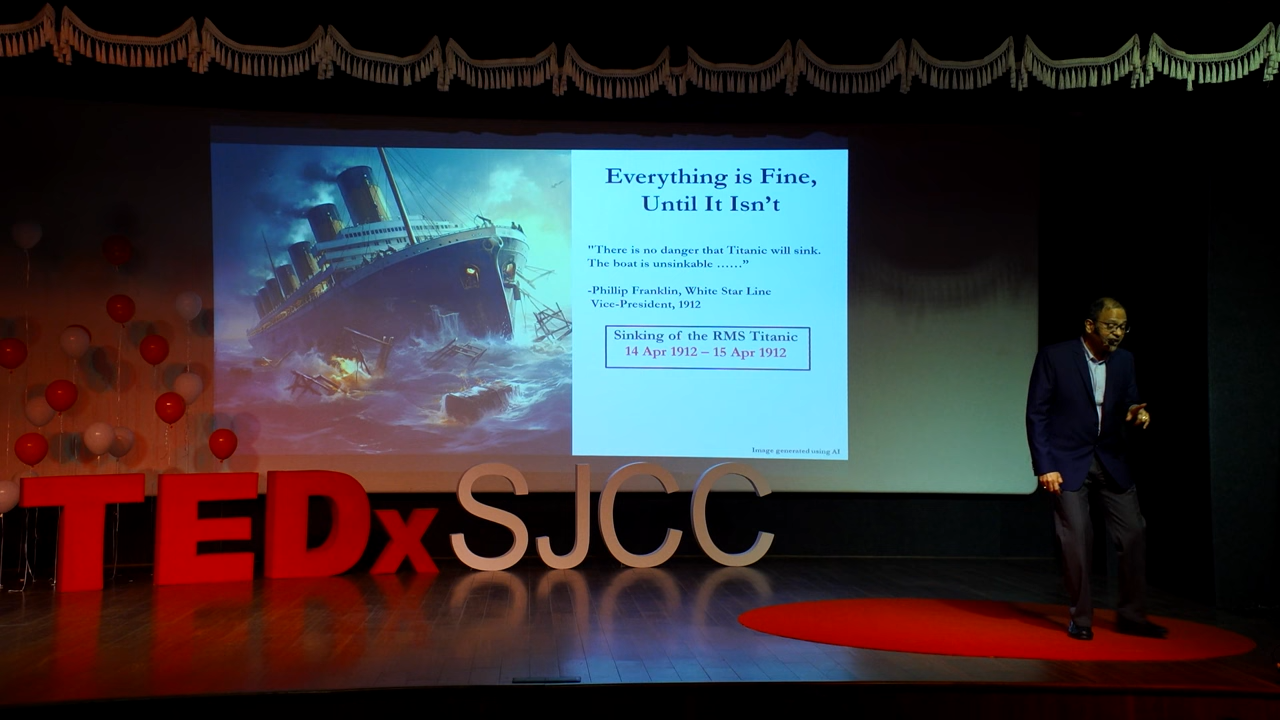 Everything is Fine,
Until It Isn't
"There is no danger that Titanic will sink.
The boat is unsinkable ......"
-Phillip Franklin, White Star Line
Vice-President, 1912
Sinking of the RMS Titanic
14 Apr 1912 – 15 Apr 1912
Image generated using AI
TEDx SJCC